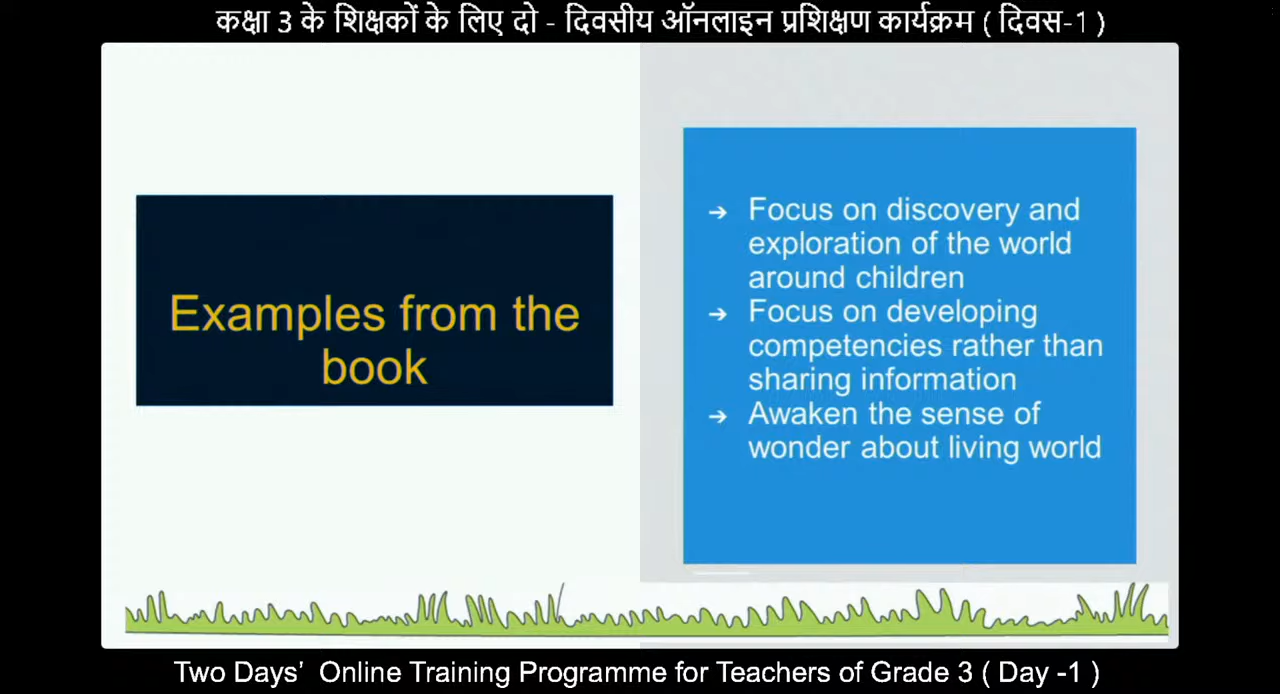 कक्षा 3 के शिक्षकों के लिए दो - दिवसीय ऑनलाइन प्रशिक्षण कार्यक्रम ( दिवस-1 )
Examples from the
book
➔ Focus on discovery and
exploration of the world
around children
➔ Focus on developing
competencies rather than
sharing information
➔ Awaken the sense of
wonder about living world
Two Days’ Online Training Programme for Teachers of Grade 3 ( Day -1 )